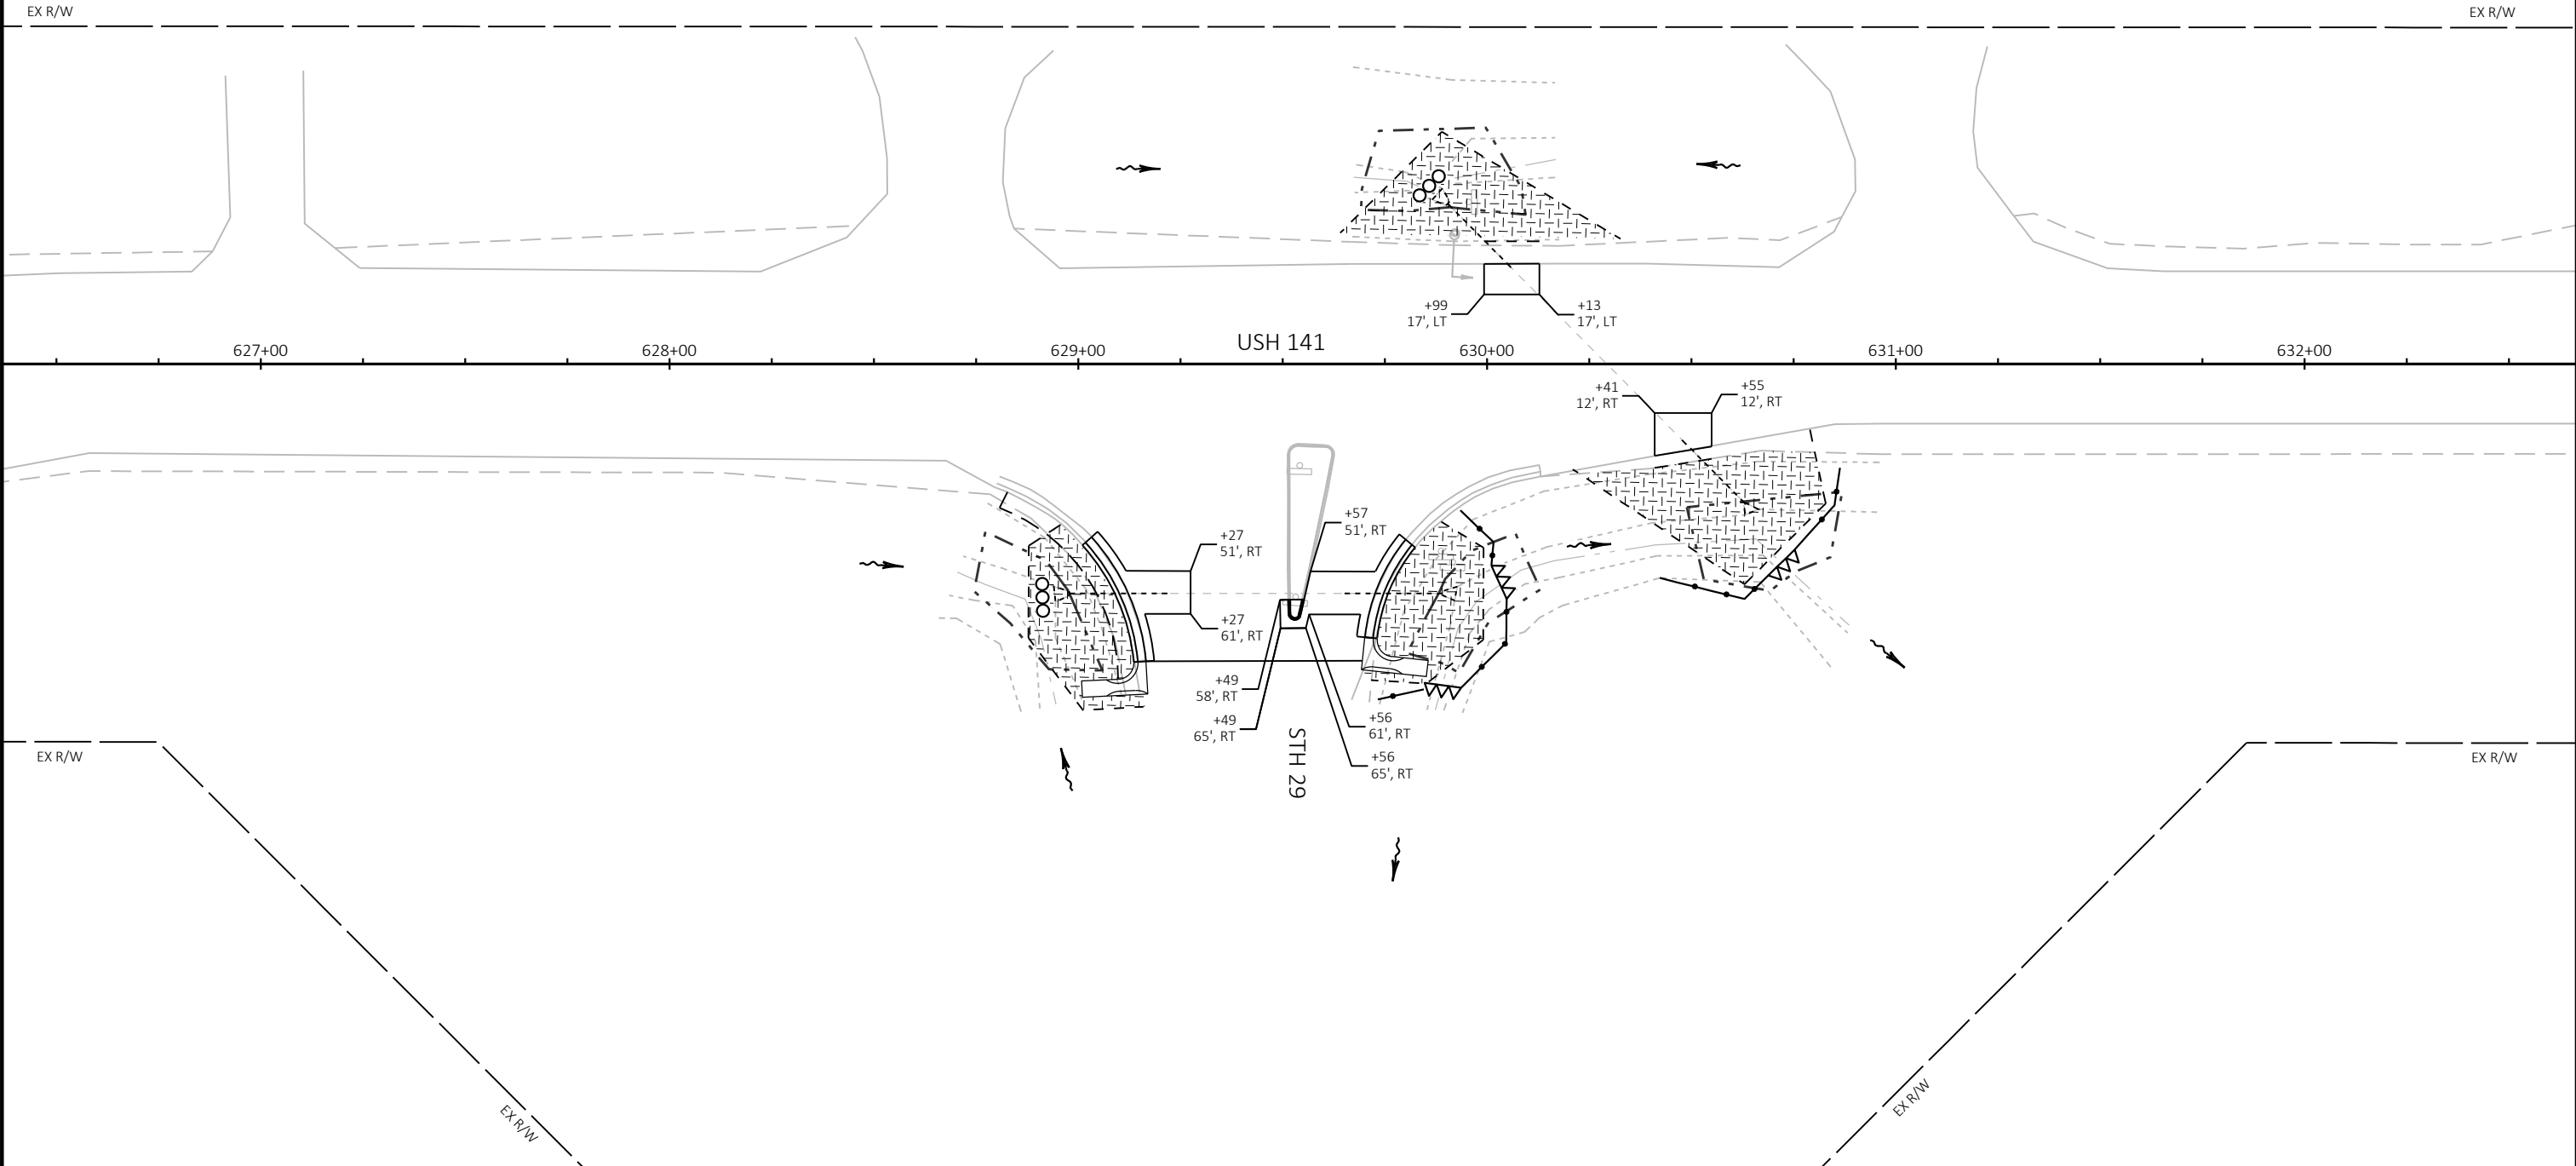 EX R/W
EX R/W
+99
17', LT
+13
17', LT
USH 141
627+00
628+00
629+00
630+00
631+00
632+00
+41
12', RT
+55
12', RT
+57
51', RT
+27
51', RT
+27
61', RT
+49
58', RT
+49
65', RT
+56
61', RT
+56
65', RT
STH 29
EX R/W
EX R/W
EX R/W
EX R/W